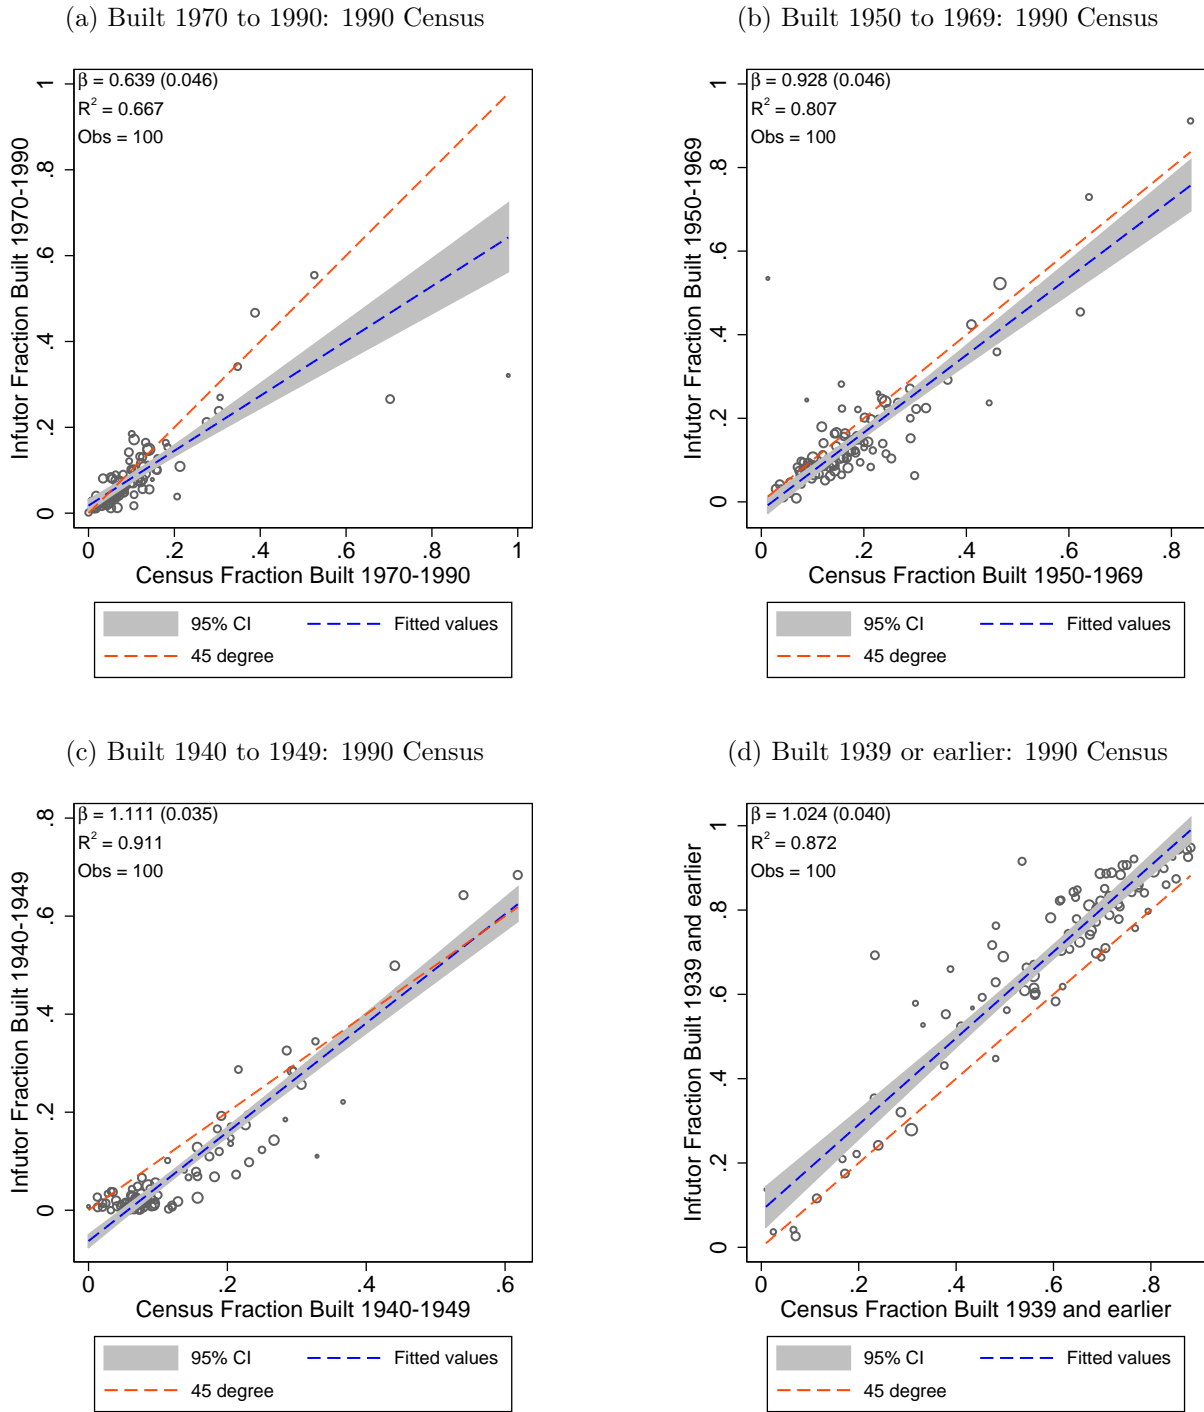 (a) Built 1970 to 1990: 1990 Census
β = 0.639 (0.046)
R² = 0.667
Obs = 100
Infutor Fraction Built 1970-1990
0 .2 .4 .6 .8 1
0 .2 .4 .6 .8 1
Census Fraction Built 1970-1990
95% CI Fitted values
45 degree
(b) Built 1950 to 1969: 1990 Census
β = 0.928 (0.046)
R² = 0.807
Obs = 100
Infutor Fraction Built 1950-1969
0 .2 .4 .6 .8 1
0 .2 .4 .6 .8
Census Fraction Built 1950-1969
95% CI Fitted values
45 degree
(c) Built 1940 to 1949: 1990 Census
β = 1.111 (0.035)
R² = 0.911
Obs = 100
Infutor Fraction Built 1940-1949
0 .2 .4 .6 .8
0 .2 .4 .6
Census Fraction Built 1940-1949
95% CI Fitted values
45 degree
(d) Built 1939 or earlier: 1990 Census
β = 1.024 (0.040)
R² = 0.872
Obs = 100
Infutor Fraction Built 1939 and earlier
0 .2 .4 .6 .8 1
0 .2 .4 .6 .8
Census Fraction Built 1939 and earlier
95% CI Fitted values
45 degree